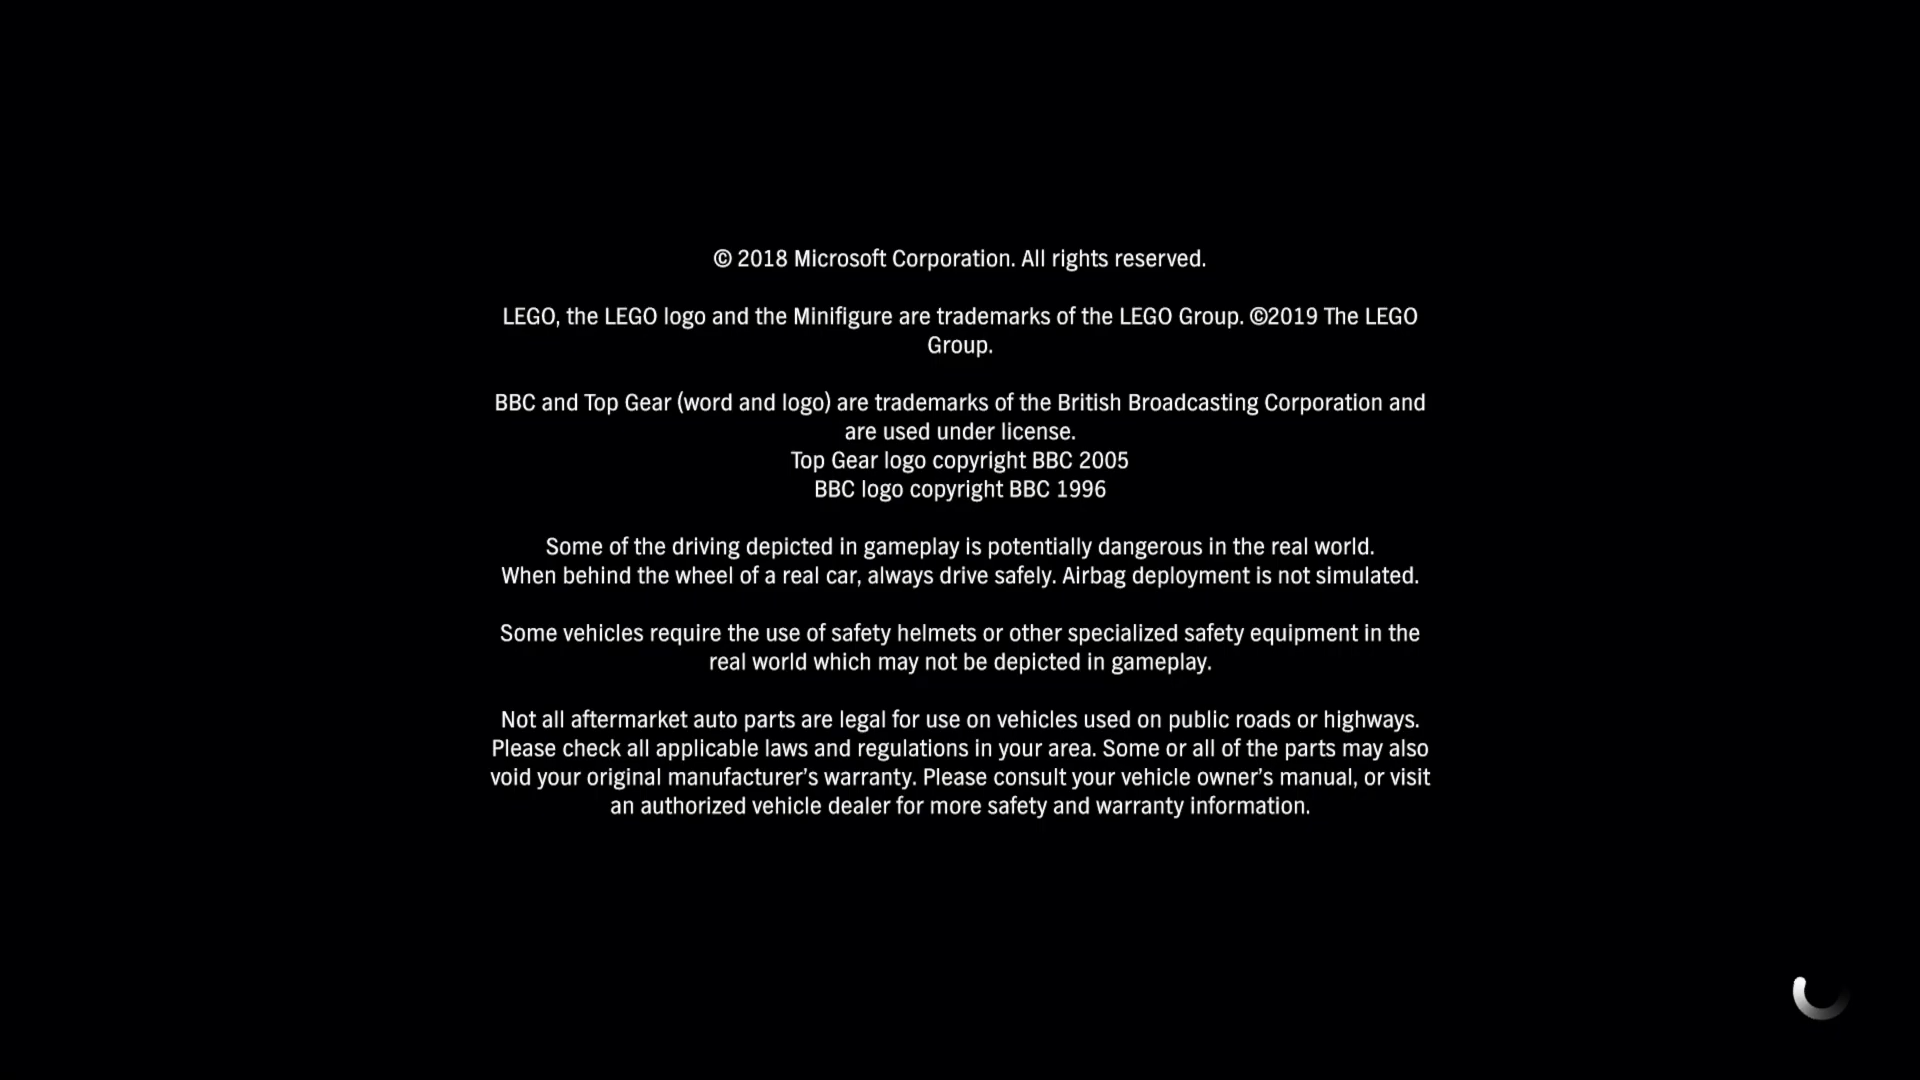 © 2018 Microsoft Corporation. All rights reserved.
LEGO, the LEGO logo and the Minifigure are trademarks of the LEGO Group. ©2019 The LEGO
Group.
BBC and Top Gear (word and logo) are trademarks of the British Broadcasting Corporation and
are used under license.
Top Gear logo copyright BBC 2005
BBC logo copyright BBC 1996
Some of the driving depicted in gameplay is potentially dangerous in the real world.
When behind the wheel of a real car, always drive safely. Airbag deployment is not simulated.
Some vehicles require the use of safety helmets or other specialized safety equipment in the
real world which may not be depicted in gameplay.
Not all aftermarket auto parts are legal for use on vehicles used on public roads or highways.
Please check all applicable laws and regulations in your area. Some or all of the parts may also
void your original manufacturer’s warranty. Please consult your vehicle owner’s manual, or visit
an authorized vehicle dealer for more safety and warranty information.